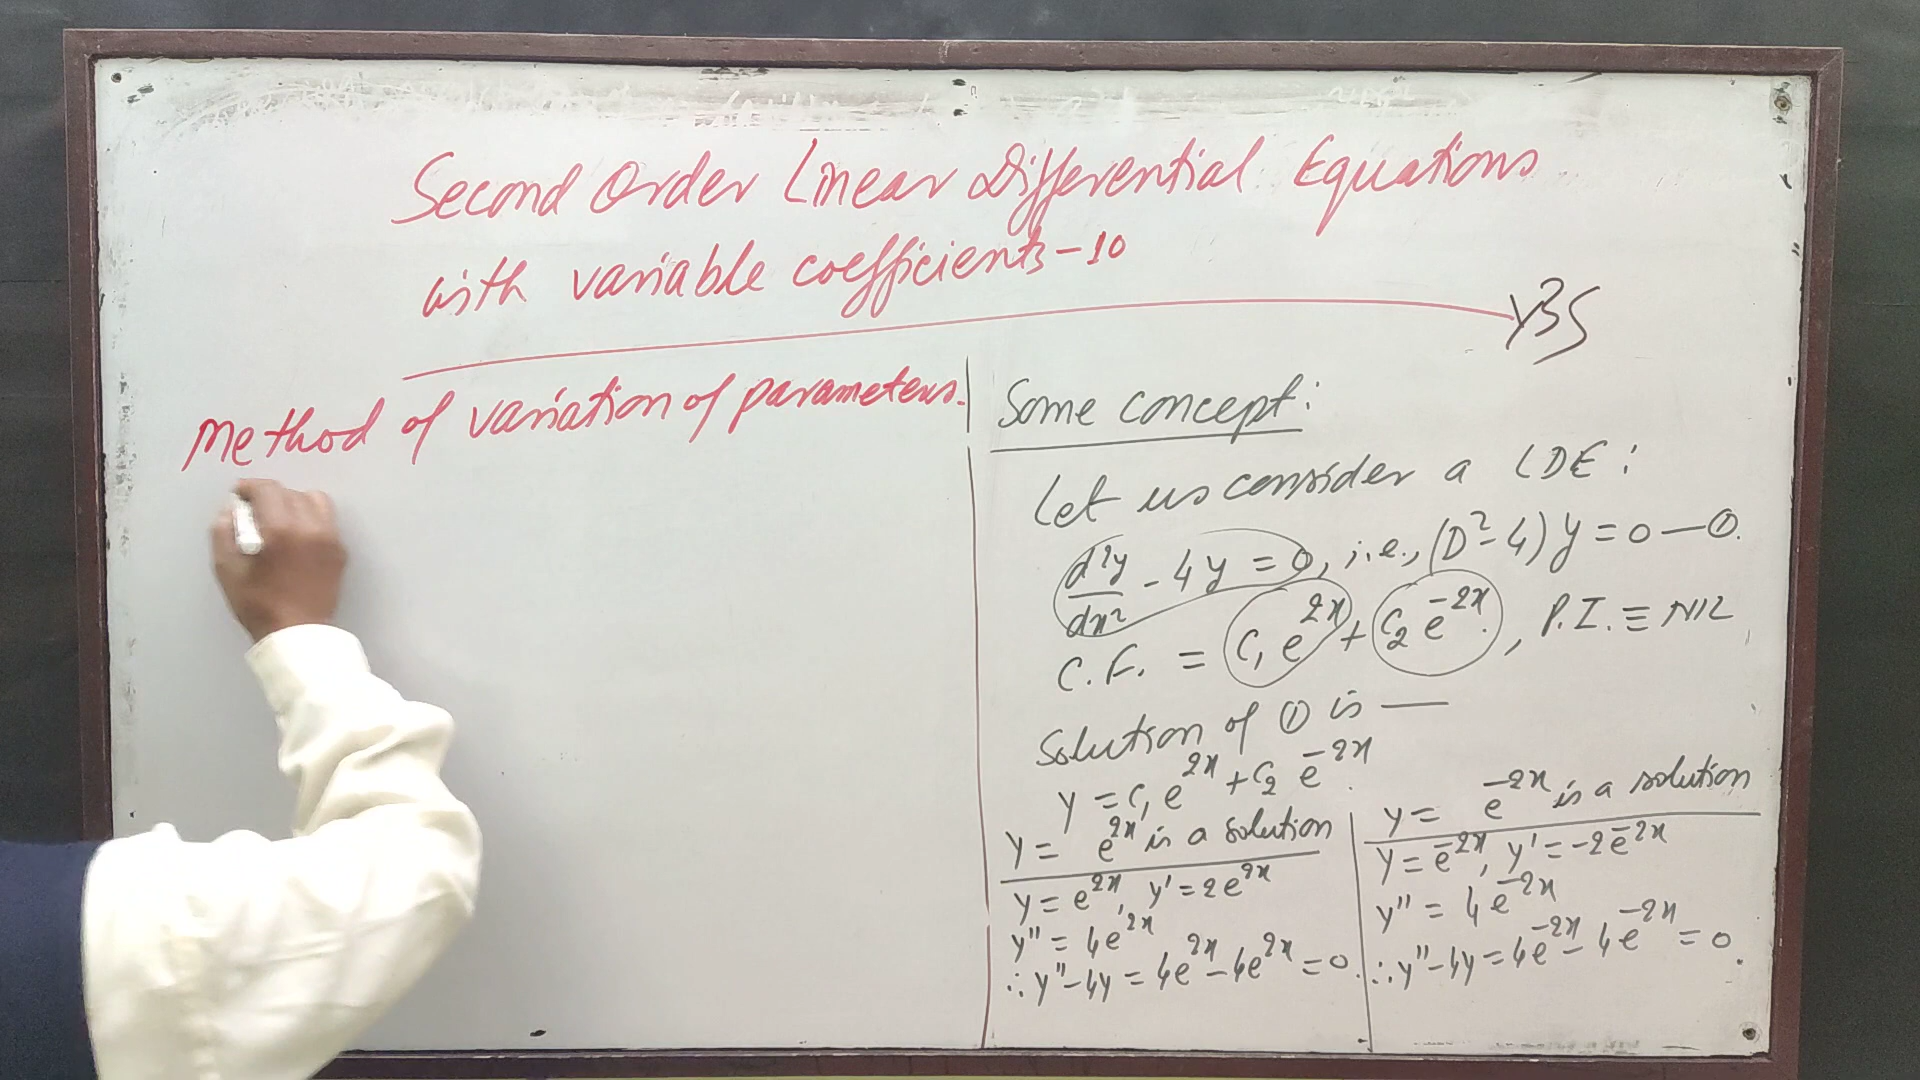 Second Order Linear Differential Equations
with variable coefficients-10
YBS
Method of variation of parameters.
Some concept:
Let us consider a LDE:
d²y/dx² - 4y = 0, i.e., (D²-4)y = 0 — ①.
C.F. = C₁e^{2x} + C₂e^{-2x}., P.I. ≡ NIL
Solution of ① is —
y = C₁e^{2x} + C₂e^{-2x}.
y = e^{2x} is a solution
y = e^{2x}, y' = 2e^{2x}
y'' = 4e^{2x}
∴ y''-4y = 4e^{2x} - 4e^{2x} = 0.
y = e^{-2x} is a solution
y = e^{-2x}, y' = -2e^{-2x}
y'' = 4e^{-2x}
∴ y''-4y = 4e^{-2x} - 4e^{-2x} = 0.